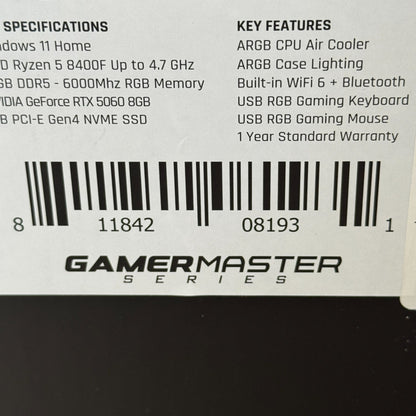 SPECIFICATIONS
dows 11 Home
D Ryzen 5 8400F Up to 4.7 GHz
GB DDR5 - 6000Mhz RGB Memory
VIDIA GeForce RTX 5060 8GB
B PCI-E Gen4 NVME SSD
KEY FEATURES
ARGB CPU Air Cooler
ARGB Case Lighting
Built-in WiFi 6 + Bluetooth
USB RGB Gaming Keyboard
USB RGB Gaming Mouse
1 Year Standard Warranty
8 11842 08193 1
GAMERMASTER
SERIES